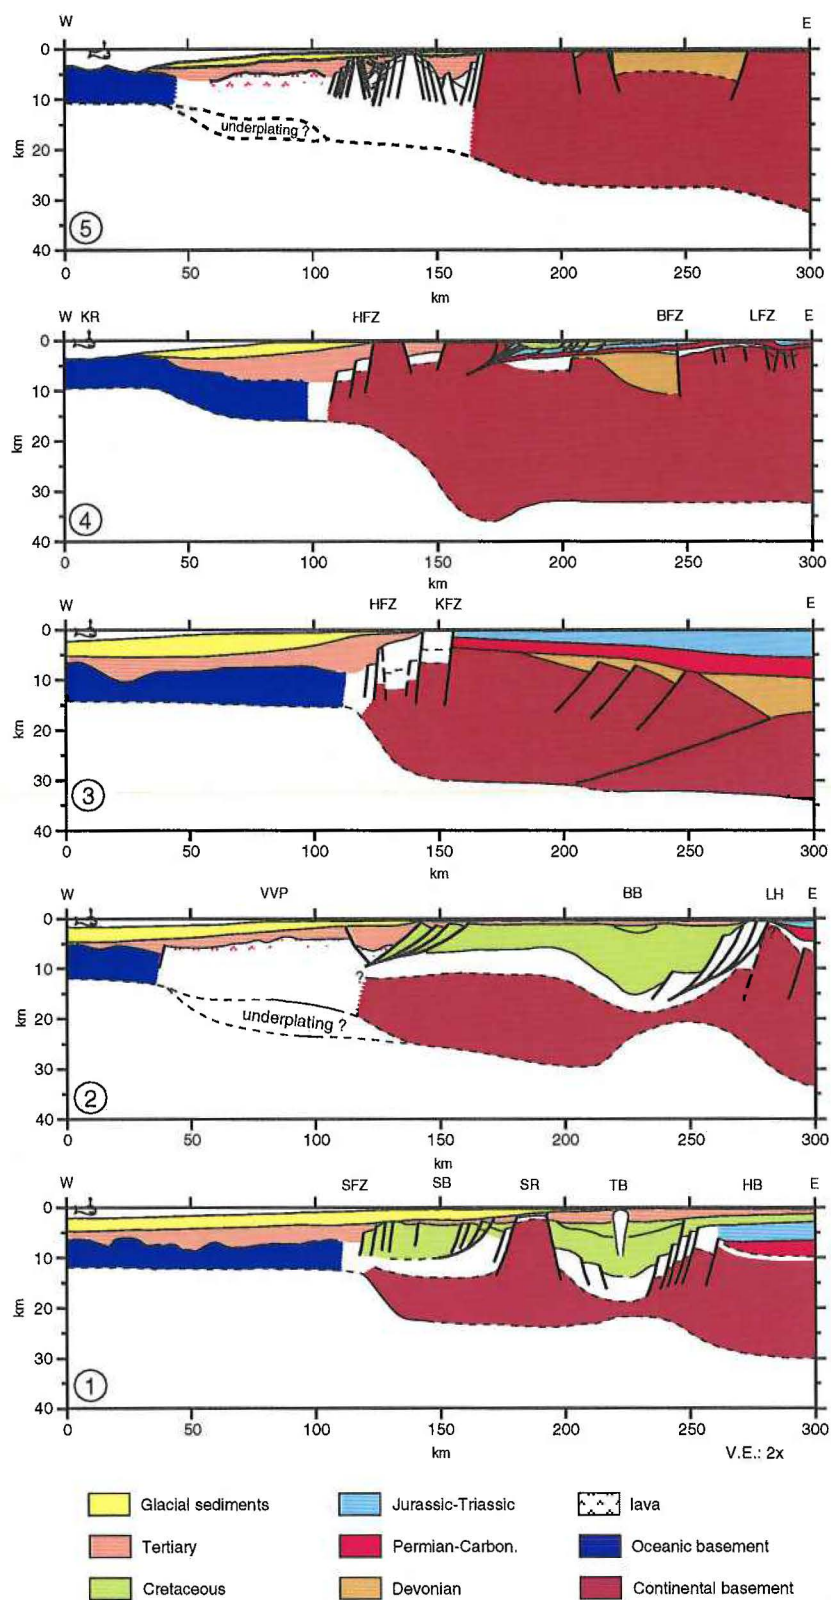 W E
0
10
20
30
40
km
underplating ?
5
0 50 100 150 200 250 300
km
W KR HFZ BFZ LFZ E
0
10
20
30
40
km
4
0 50 100 150 200 250 300
km
W HFZ KFZ E
0
10
20
30
40
km
3
0 50 100 150 200 250 300
km
W VVP BB LH E
0
10
20
30
40
km
?
?
underplating ?
2
0 50 100 150 200 250 300
km
W SFZ SB SR TB HB E
0
10
20
30
40
km
1
0 50 100 150 200 250 300
km V.E.: 2x
Glacial sediments Jurassic-Triassic lava
Tertiary Permian-Carbon. Oceanic basement
Cretaceous Devonian Continental basement